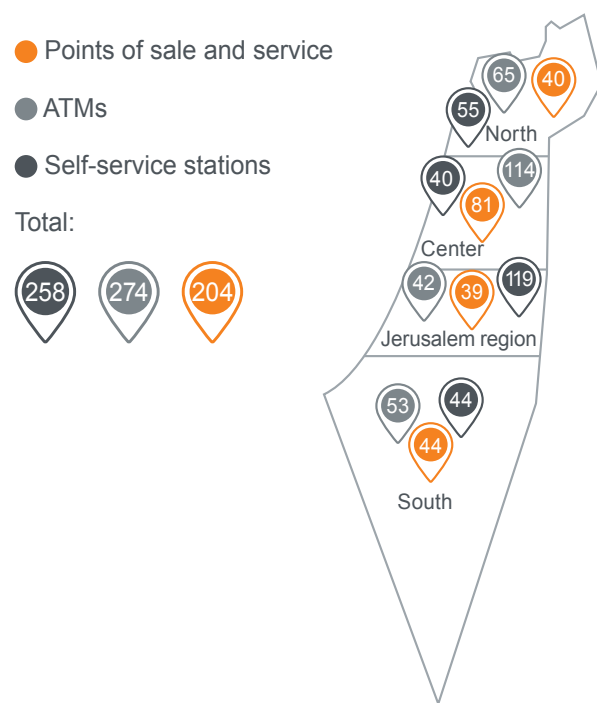 Points of sale and service
ATMs
Self-service stations
Total:
258 274 204
65 40
55
North
40 114
81
Center
42 39 119
Jerusalem region
53 44
44
South